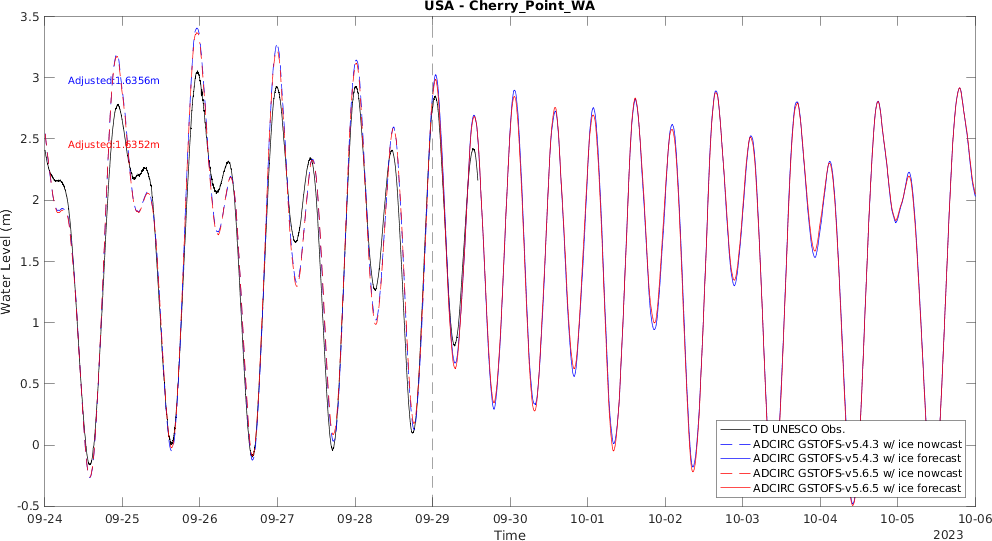 USA - Cherry_Point_WA
3.5
3
2.5
2
1.5
1
0.5
0
-0.5
Water Level (m)
Adjusted:1.6356m
Adjusted:1.6352m
TD UNESCO Obs.
ADCIRC GSTOFS-v5.4.3 w/ ice nowcast
ADCIRC GSTOFS-v5.4.3 w/ ice forecast
ADCIRC GSTOFS-v5.6.5 w/ ice nowcast
ADCIRC GSTOFS-v5.6.5 w/ ice forecast
09-24 09-25 09-26 09-27 09-28 09-29 09-30 10-01 10-02 10-03 10-04 10-05 10-06
Time
2023